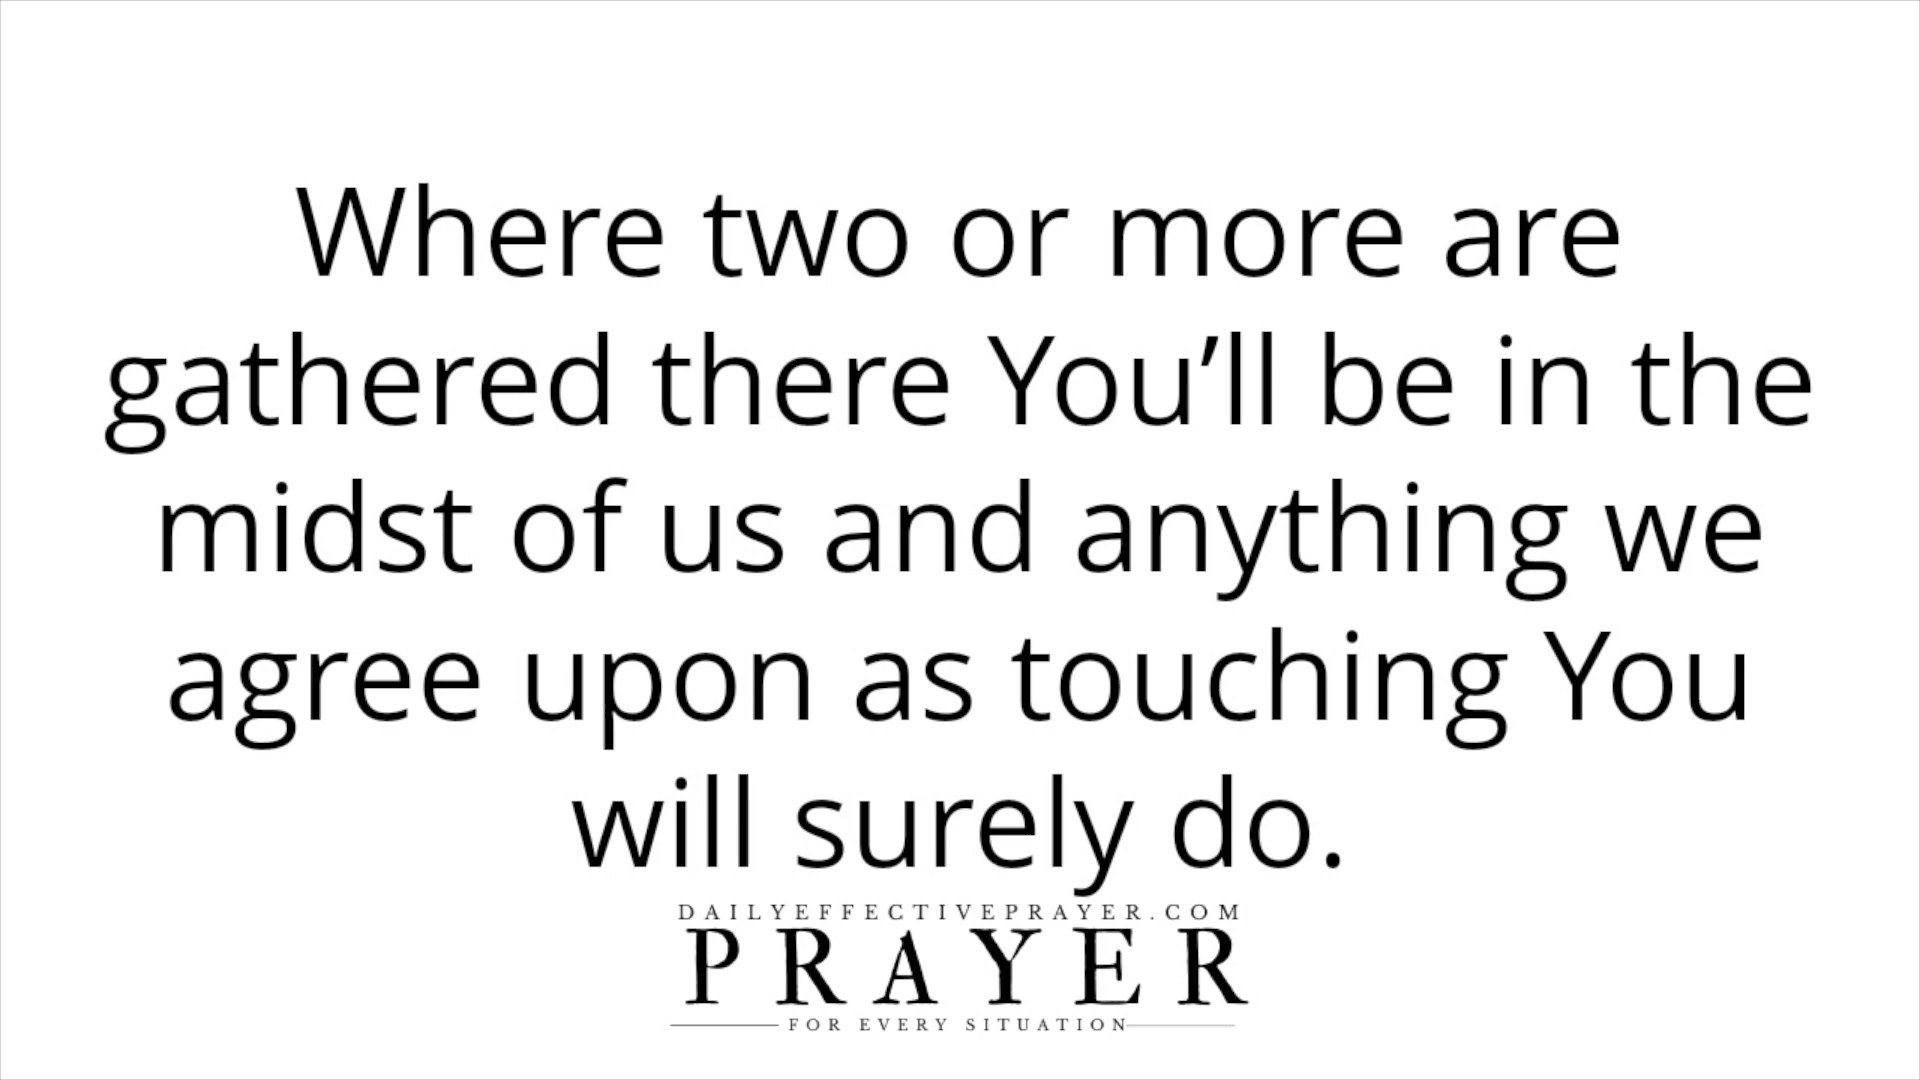 Where two or more are
gathered there You’ll be in the
midst of us and anything we
agree upon as touching You
will surely do.
DAILYEFFECTIVEPRAYER.COM
PRAYER
FOR EVERY SITUATION